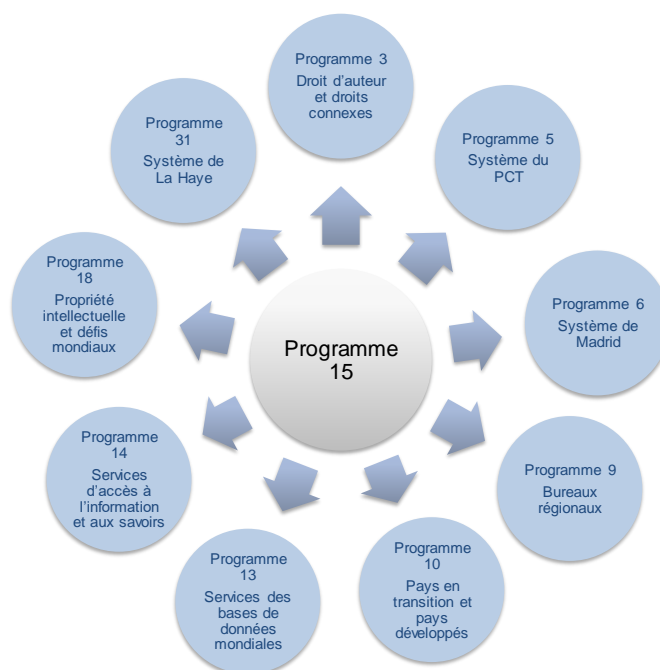 Programme 3
Droit d'auteur
et droits
connexes
Programme 5
Système du
PCT
Programme 6
Système de
Madrid
Programme 9
Bureaux
régionaux
Programme
10
Pays en
transition et
pays
développés
Programme
13
Services des
bases de
données
mondiales
Programme
14
Services
d'accès à
l'information
et aux savoirs
Programme
18
Propriété
intellectuelle
et défis
mondiaux
Programme
31
Système de
La Haye
Programme
15